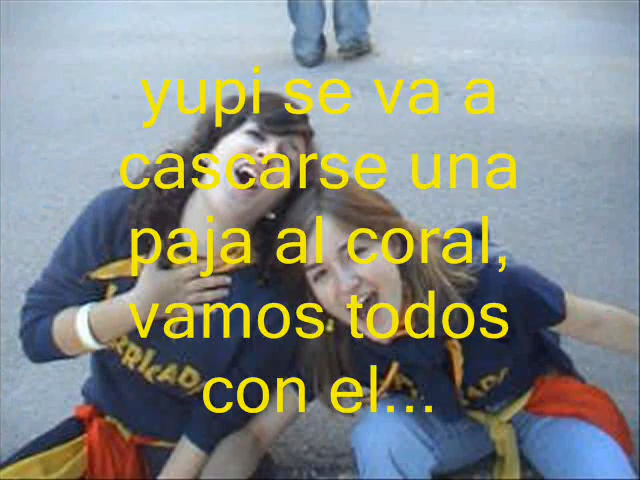 yupi se va a
cascarse una
paja al coral,
vamos todos
con el...